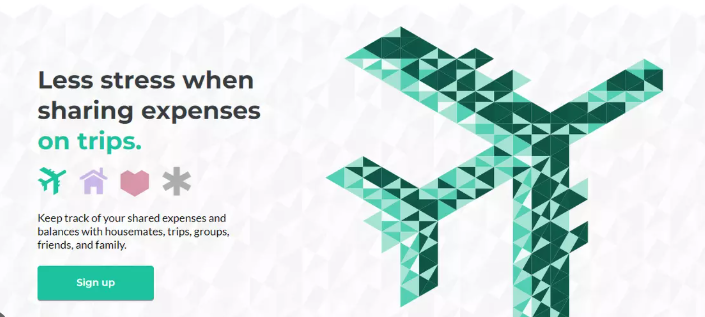 Less stress when
sharing expenses
on trips.
Keep track of your shared expenses and
balances with housemates, trips, groups,
friends, and family.
Sign up